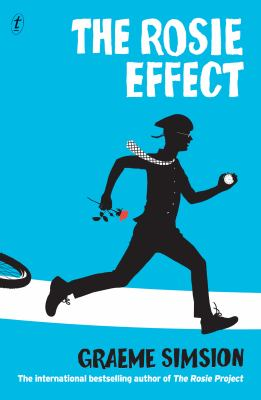 t
THE ROSIE
EFFECT
GRAEME SIMSION
The international bestselling author of The Rosie Project